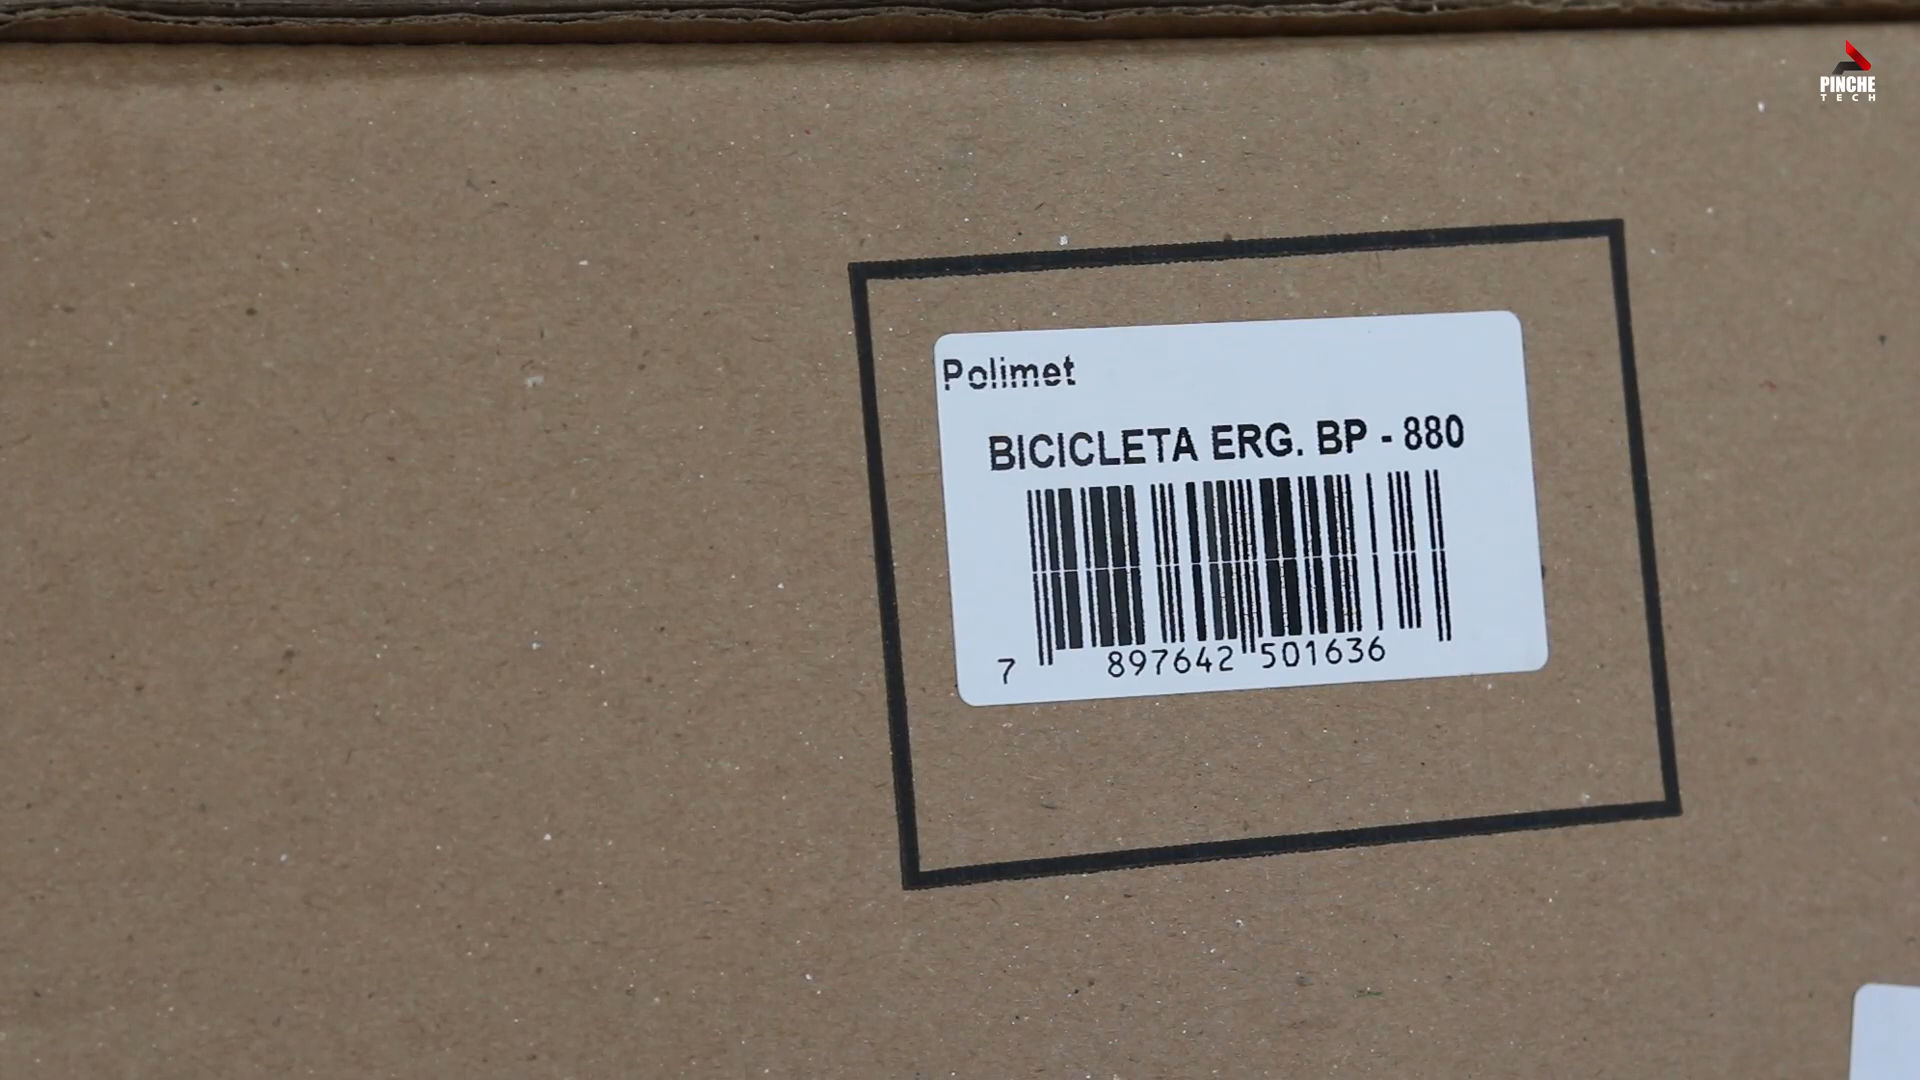 PINCHE
TECH
Polimet
BICICLETA ERG. BP - 880
7 897642 501636